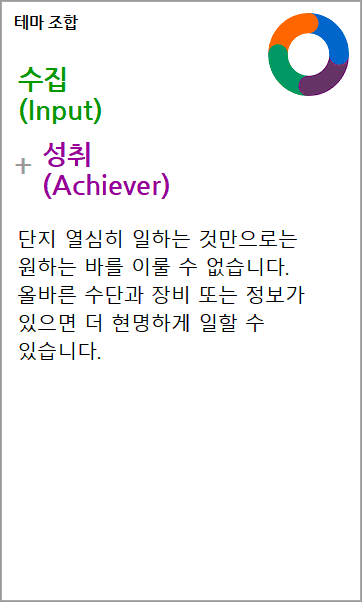 테마 조합
수집
(Input)
+ 성취
(Achiever)
단지 열심히 일하는 것만으로는
원하는 바를 이룰 수 없습니다.
올바른 수단과 장비 또는 정보가
있으면 더 현명하게 일할 수
있습니다.